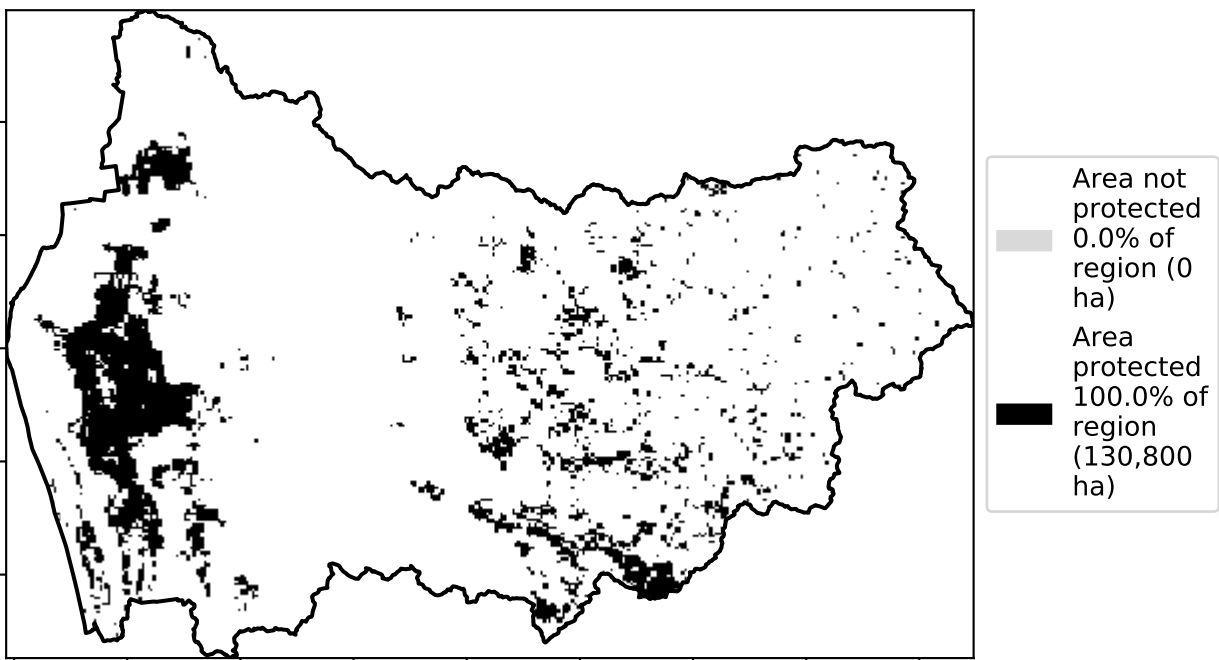 Area not
protected
0.0% of
region (0
ha)
Area
protected
100.0% of
region
(130,800
ha)